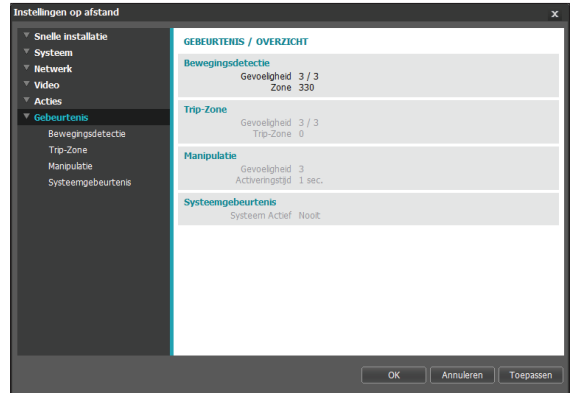 Instellingen op afstand
x
Snelle installatie
Systeem
Netwerk
Video
Acties
Gebeurtenis
Bewegingsdetectie
Trip-Zone
Manipulatie
Systeemgebeurtenis
GEBEURTENIS / OVERZICHT
Bewegingsdetectie
Gevoeligheid 3 / 3
Zone 330
Trip-Zone
Gevoeligheid 3 / 3
Trip-Zone 0
Manipulatie
Gevoeligheid 3
Activeringstijd 1 sec.
Systeemgebeurtenis
Systeem Actief Nooit
OK Annuleren Toepassen